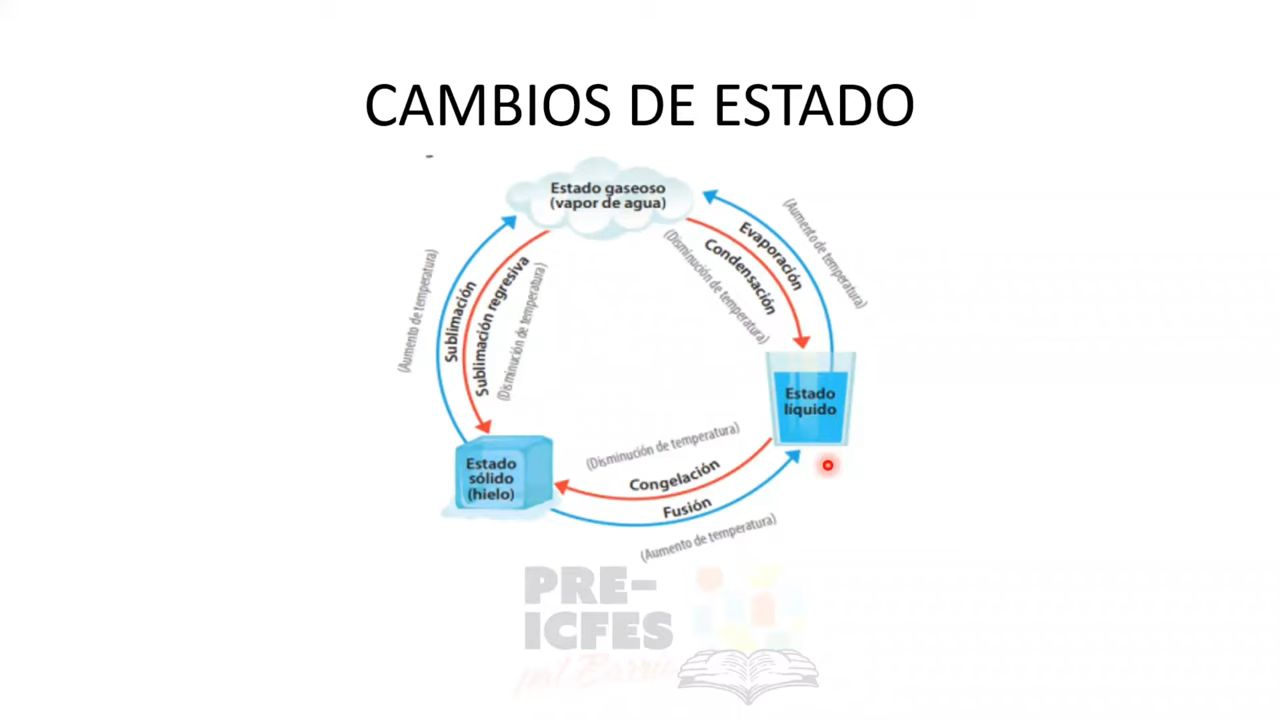 CAMBIOS DE ESTADO
Estado gaseoso
(vapor de agua)
(Aumento de temperatura)
Evaporación
Condensación
(Disminución de temperatura)
(Aumento de temperatura)
Sublimación
Sublimación regresiva
(Disminución de temperatura)
Estado
líquido
Estado
sólido
(hielo)
(Disminución de temperatura)
Congelación
Fusión
(Aumento de temperatura)
PRE-
ICFES